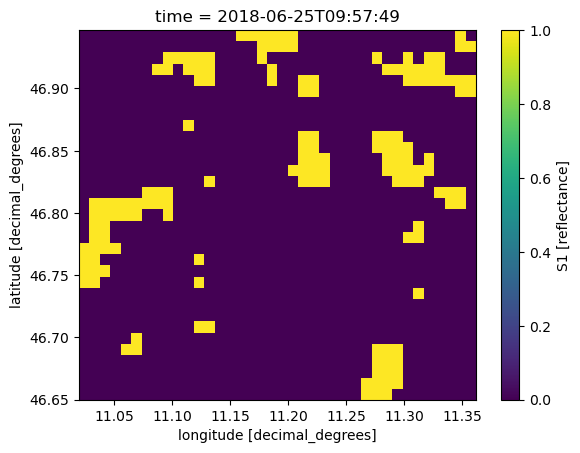 time = 2018-06-25T09:57:49
46.90
46.85
46.80
46.75
46.70
46.65
latitude [decimal_degrees]
11.05 11.10 11.15 11.20 11.25 11.30 11.35
longitude [decimal_degrees]
1.0
0.8
0.6
0.4
0.2
0.0
S1 [reflectance]